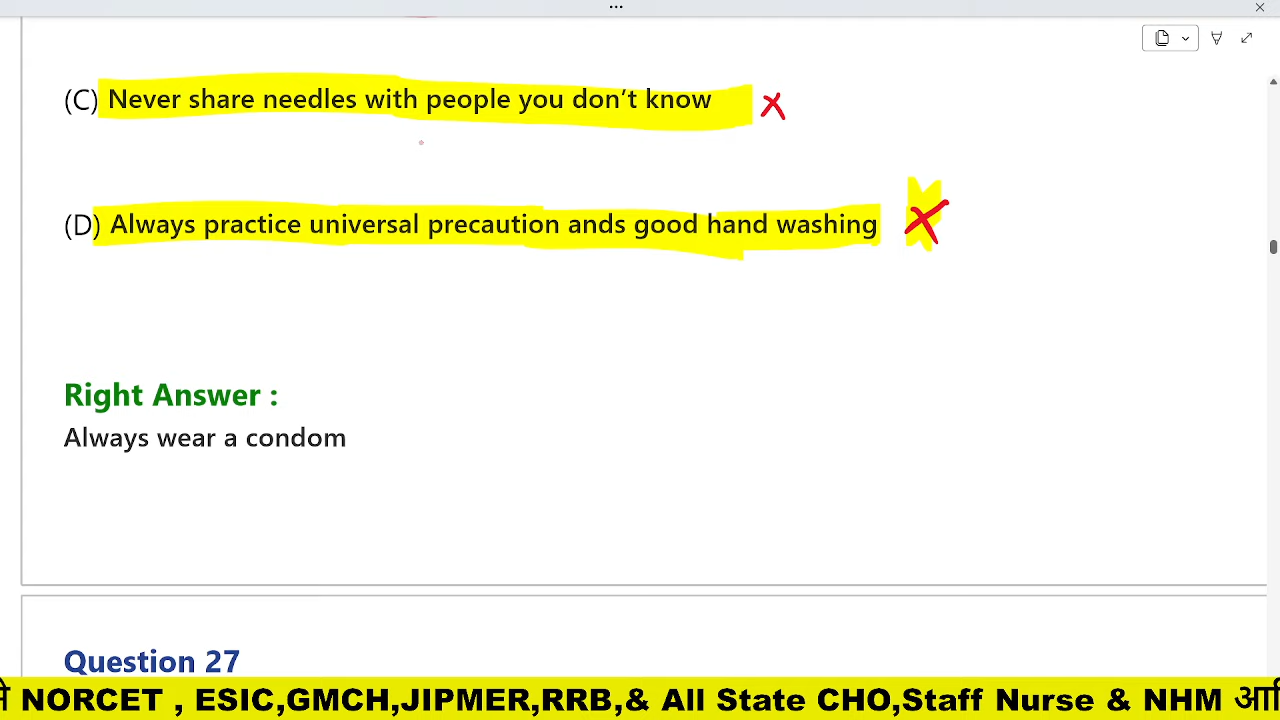 (C) Never share needles with people you don't know
(D) Always practice universal precaution ands good hand washing
Right Answer :
Always wear a condom
Question 27
से NORCET , ESIC,GMCH,JIPMER,RRB,& All State CHO,Staff Nurse & NHM